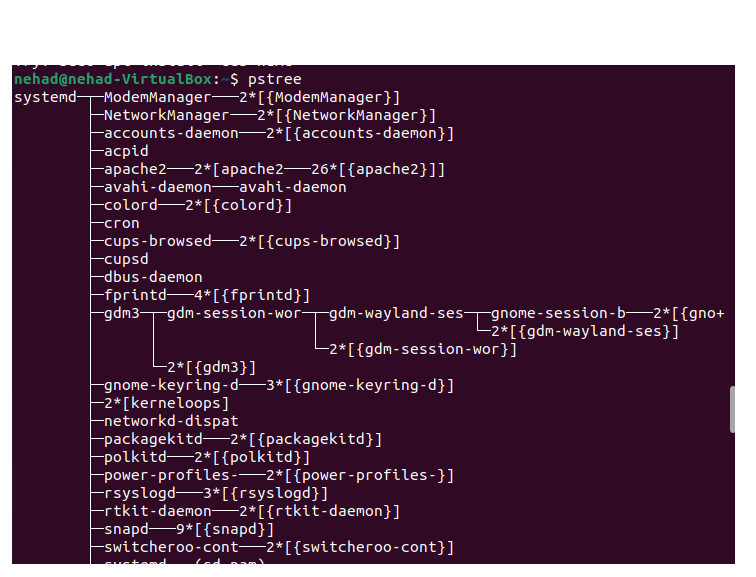 nehad@nehad-VirtualBox:~$ pstree
systemd─┬─ModemManager───2*[{ModemManager}]
├─NetworkManager───2*[{NetworkManager}]
├─accounts-daemon───2*[{accounts-daemon}]
├─acpid
├─apache2───2*[apache2───26*[{apache2}]]
├─avahi-daemon───avahi-daemon
├─colord───2*[{colord}]
├─cron
├─cups-browsed───2*[{cups-browsed}]
├─cupsd
├─dbus-daemon
├─fprintd───4*[{fprintd}]
├─gdm3─┬─gdm-session-wor─┬─gdm-wayland-ses─┬─gnome-session-b───2*[{gno+
│ │ │ └─2*[{gdm-wayland-ses}]
│ │ └─2*[{gdm-session-wor}]
│ └─2*[{gdm3}]
├─gnome-keyring-d───3*[{gnome-keyring-d}]
├─2*[kerneloops]
├─networkd-dispat
├─packagekitd───2*[{packagekitd}]
├─polkitd───2*[{polkitd}]
├─power-profiles-───2*[{power-profiles-}]
├─rsyslogd───3*[{rsyslogd}]
├─rtkit-daemon───2*[{rtkit-daemon}]
├─snapd───9*[{snapd}]
├─switcheroo-cont───2*[{switcheroo-cont}]